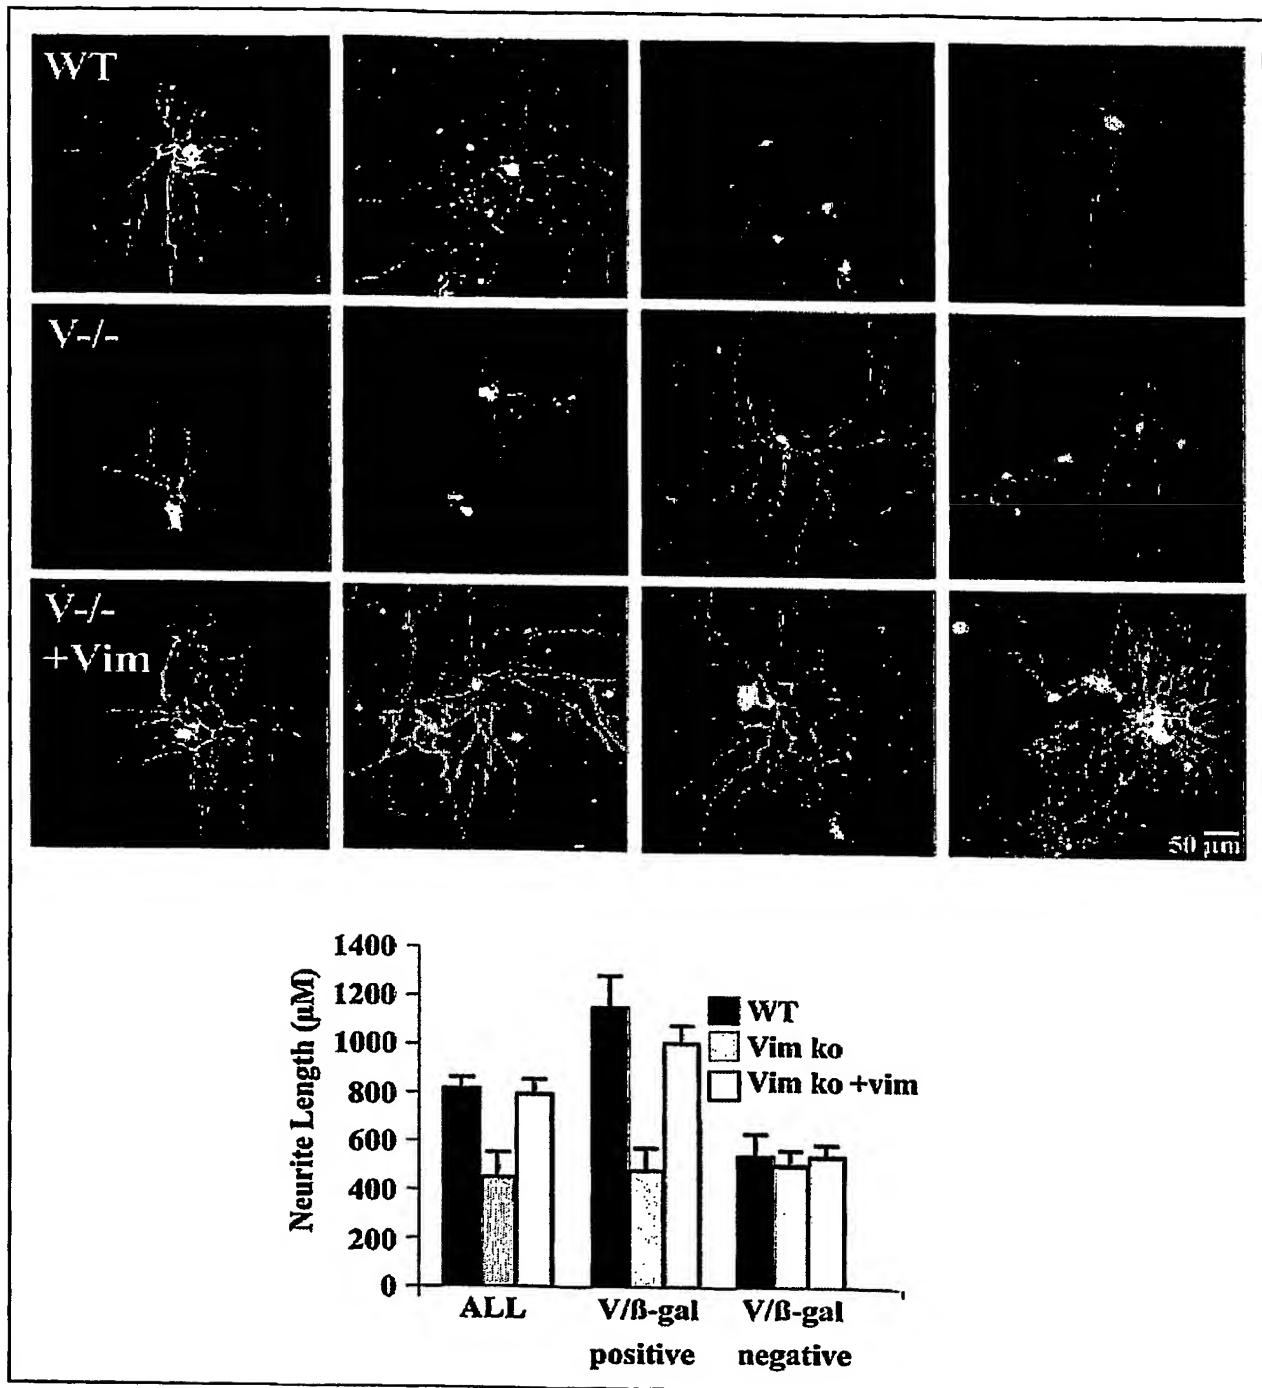 WT
V-/-
V-/-
+Vim
50 µm
Neurite Length (µM)
1400
1200
1000
800
600
400
200
0
WT
Vim ko
Vim ko +vim
ALL
V/ß-gal
positive
V/ß-gal
negative